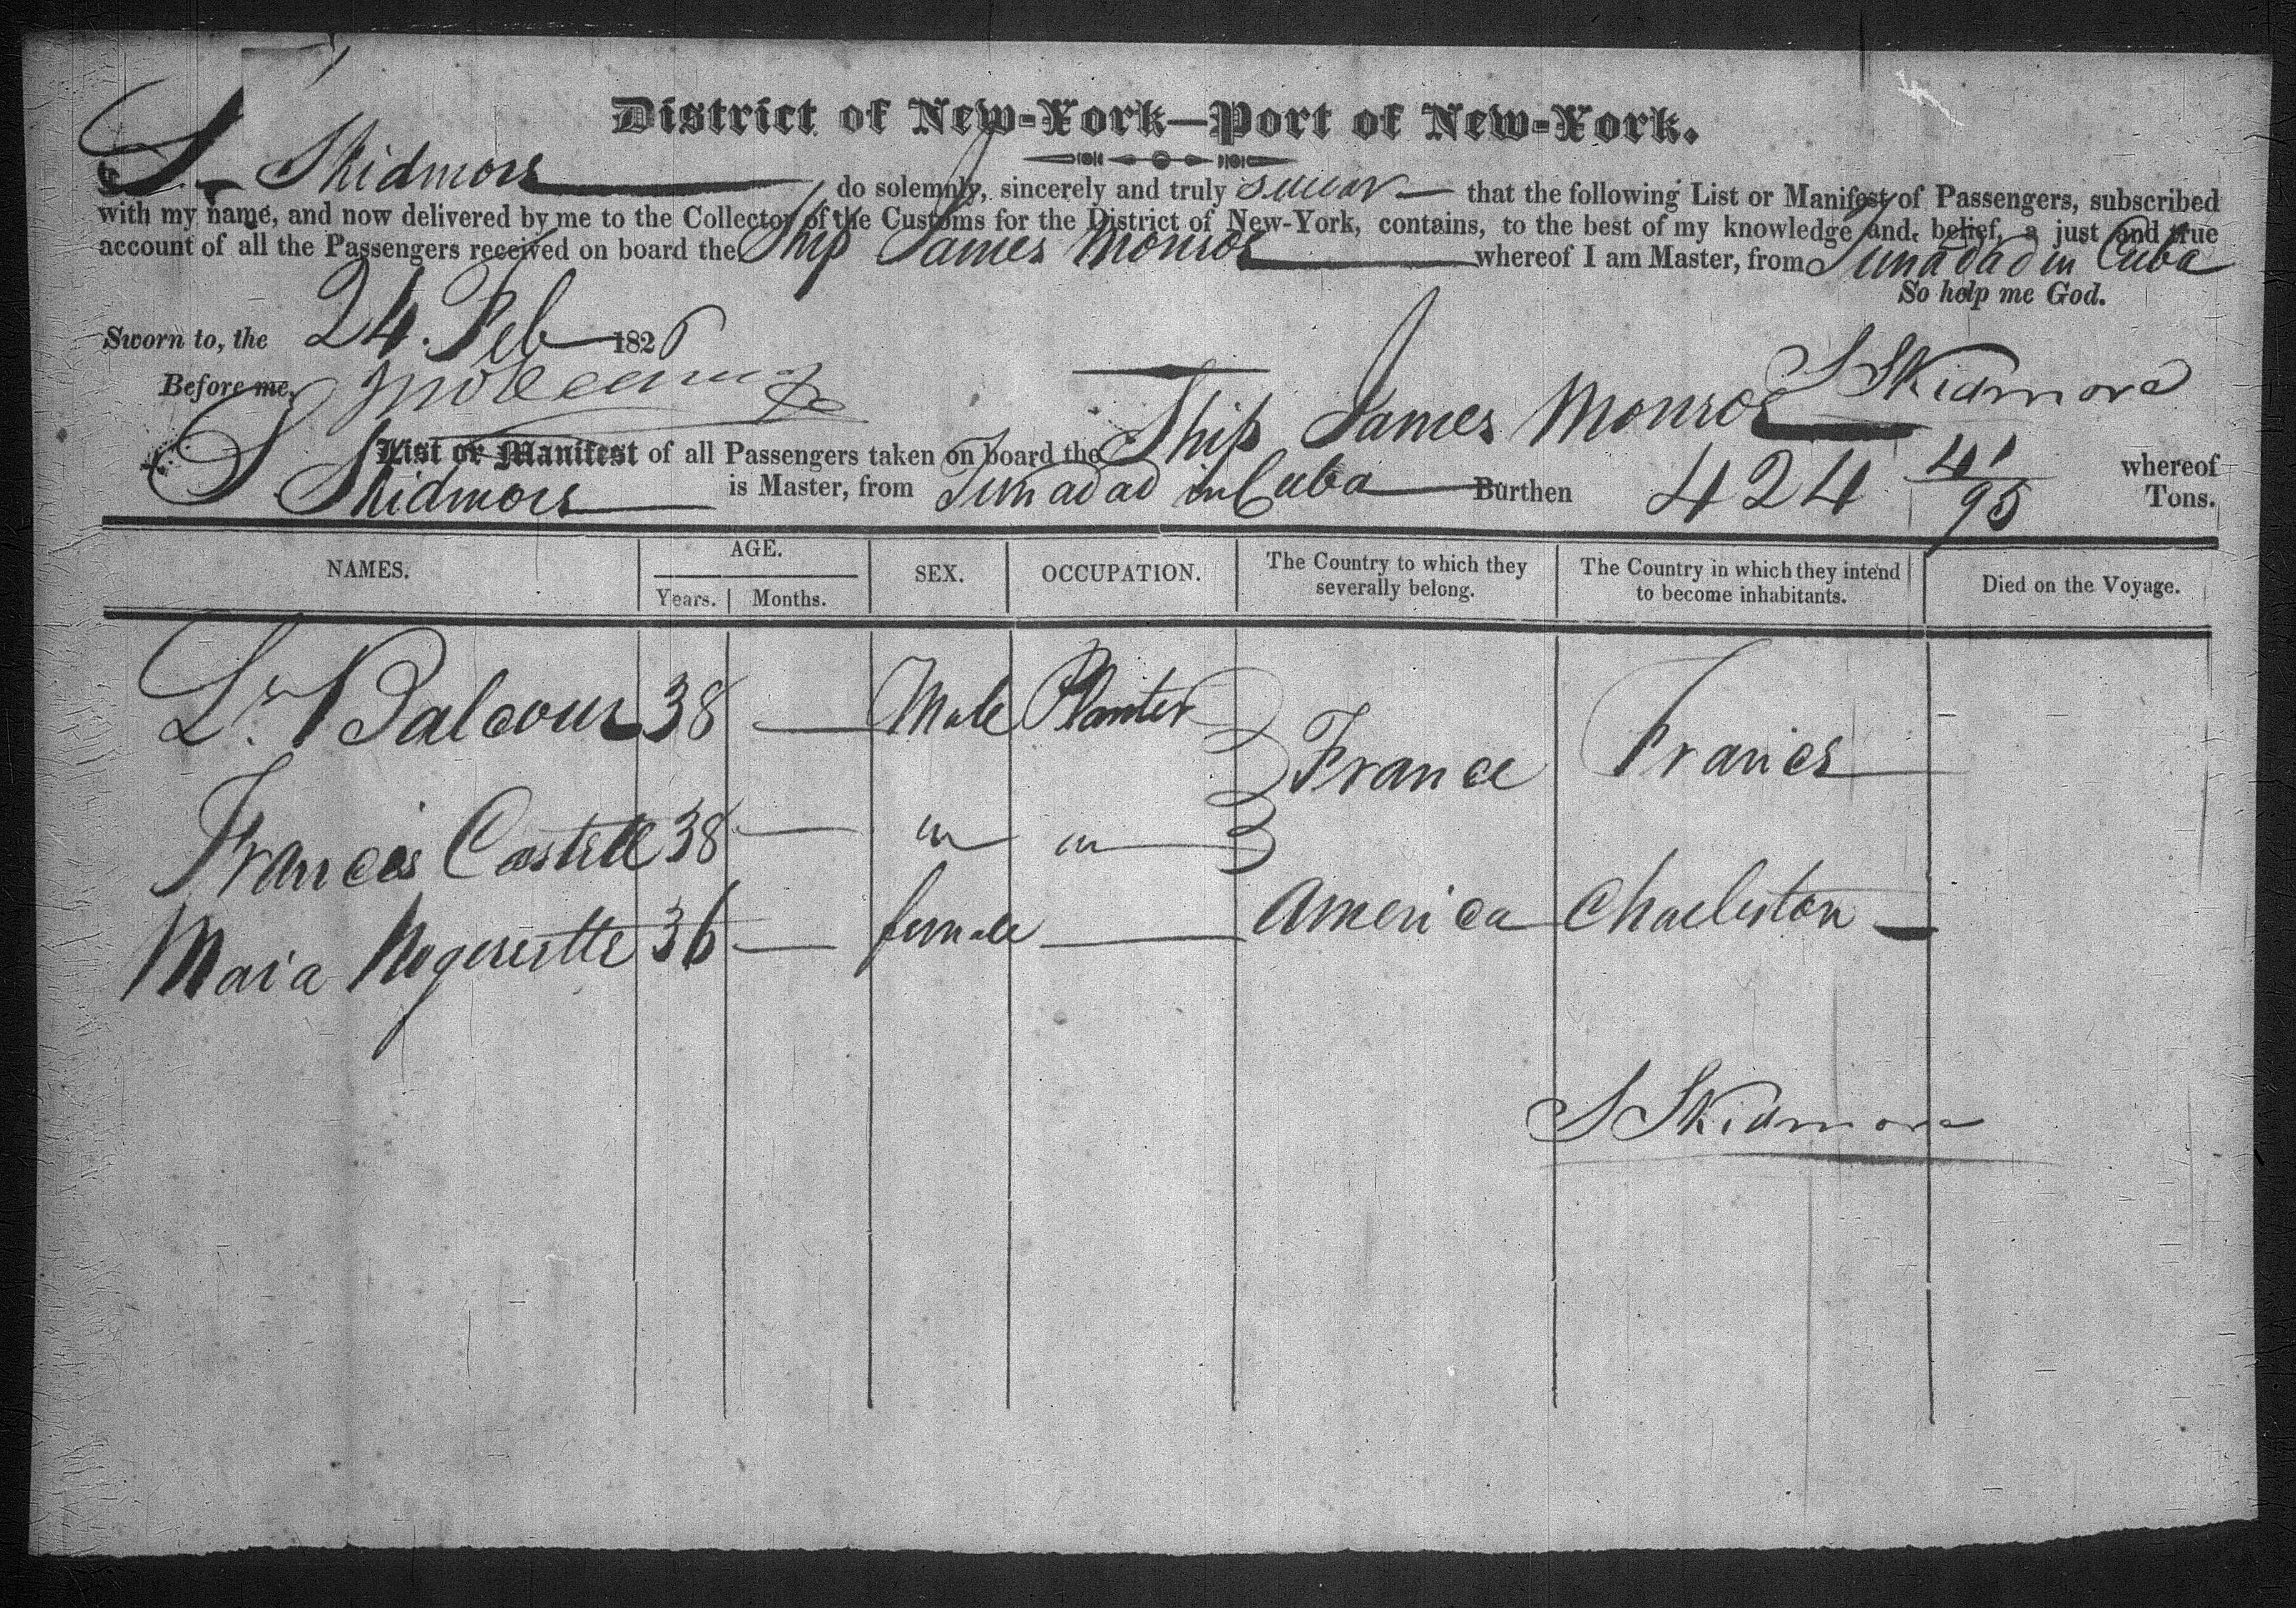 District of New-York—Port of New-York.
S. Skidmore do solemnly, sincerely and truly swear that the following List or Manifest of Passengers, subscribed
with my name, and now delivered by me to the Collector of the Customs for the District of New-York, contains, to the best of my knowledge and belief, a just and true
account of all the Passengers received on board the Ship James Monroe whereof I am Master, from Trinadad in Cuba
So help me God.
Sworn to, the 24. Feb 1826
Before me,
S Skidmore
List or Manifest of all Passengers taken on board the Ship James Monroe whereof
S Skidmore is Master, from Trinadad in Cuba Burthen 424 41/95 Tons.
NAMES. AGE. Years. Months. SEX. OCCUPATION. The Country to which they severally belong. The Country in which they intend to become inhabitants. Died on the Voyage.
Balcour 38 — Male Planter France France
Francis Costell 38 — " "
Maria 36 — female — America Charleston
S Skidmore